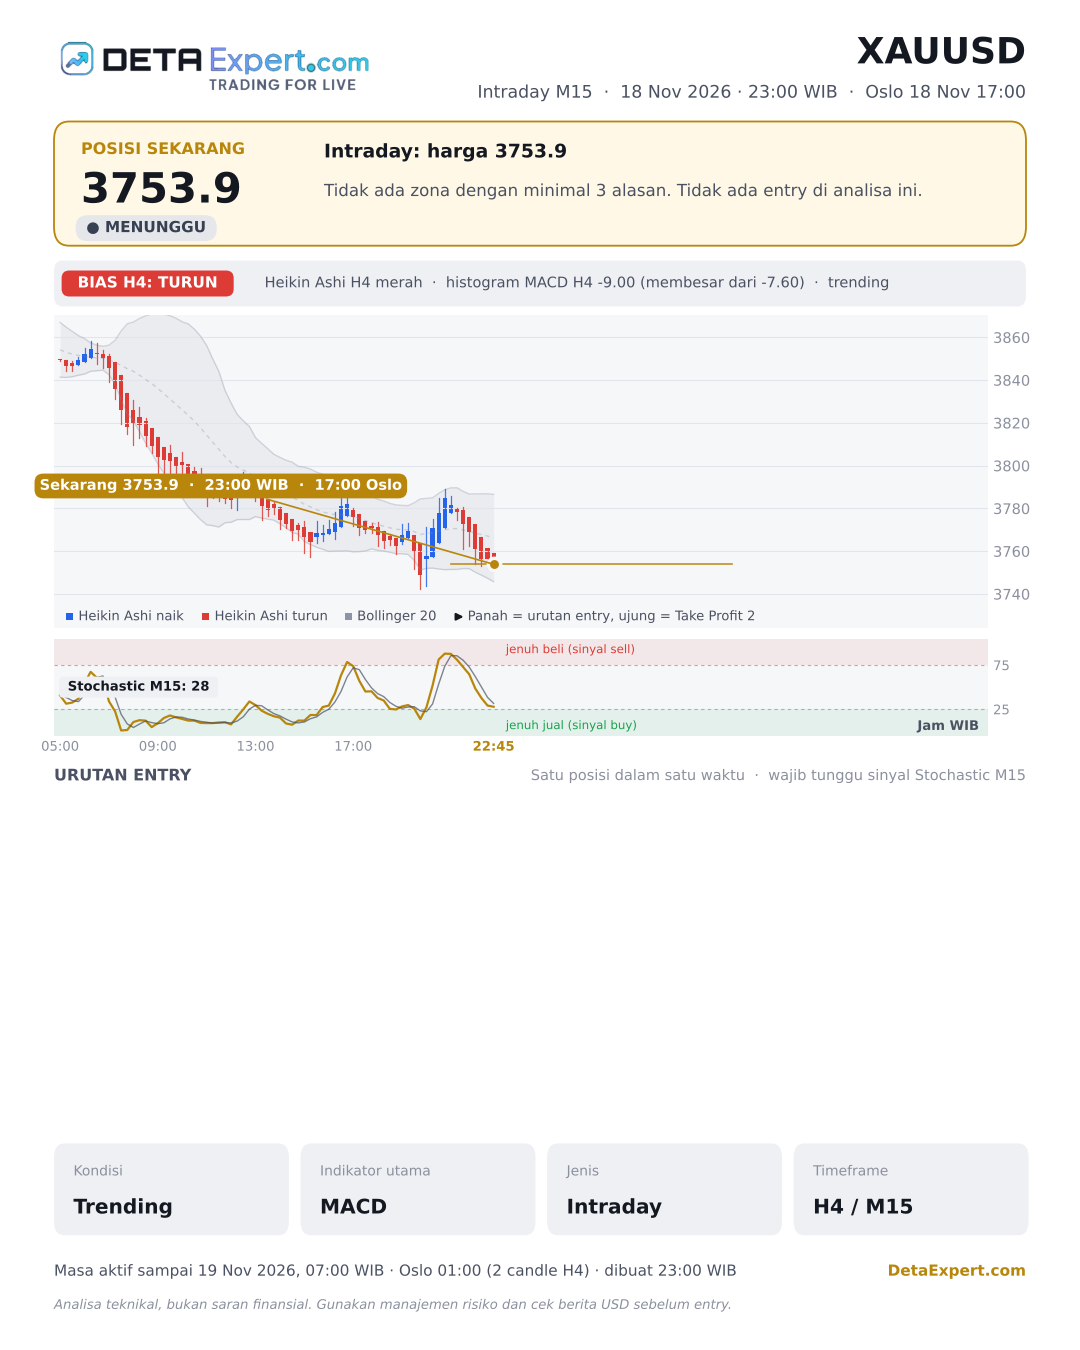 DETA Expert.com
TRADING FOR LIVE
XAUUSD
Intraday M15 · 18 Nov 2026 · 23:00 WIB · Oslo 18 Nov 17:00
POSISI SEKARANG
3753.9
● MENUNGGU
Intraday: harga 3753.9
Tidak ada zona dengan minimal 3 alasan. Tidak ada entry di analisa ini.
BIAS H4: TURUN
Heikin Ashi H4 merah · histogram MACD H4 -9.00 (membesar dari -7.60) · trending
3860
3840
3820
3800
3780
3760
3740
Sekarang 3753.9 · 23:00 WIB · 17:00 Oslo
Heikin Ashi naik
Heikin Ashi turun
Bollinger 20
Panah = urutan entry, ujung = Take Profit 2
jenuh beli (sinyal sell)
75
Stochastic M15: 28
25
jenuh jual (sinyal buy)
Jam WIB
05:00 09:00 13:00 17:00 22:45
URUTAN ENTRY
Satu posisi dalam satu waktu · wajib tunggu sinyal Stochastic M15
Kondisi
Trending
Indikator utama
MACD
Jenis
Intraday
Timeframe
H4 / M15
Masa aktif sampai 19 Nov 2026, 07:00 WIB · Oslo 01:00 (2 candle H4) · dibuat 23:00 WIB
DetaExpert.com
Analisa teknikal, bukan saran finansial. Gunakan manajemen risiko dan cek berita USD sebelum entry.